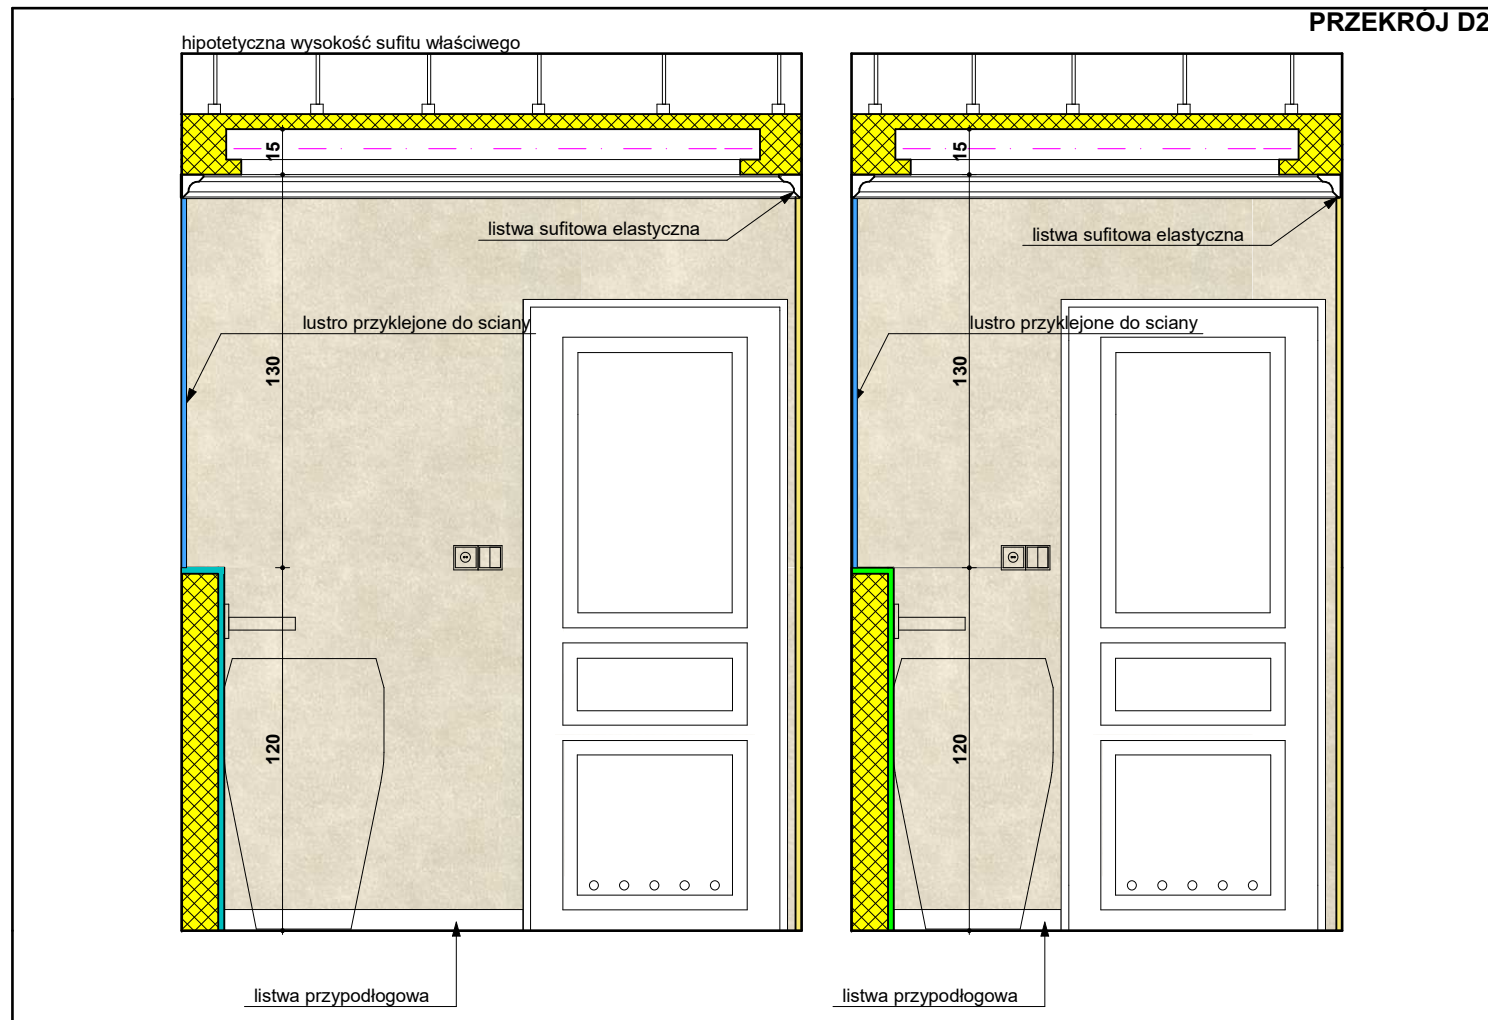 PRZEKRÓJ D2
hipotetyczna wysokość sufitu właściwego
15
listwa sufitowa elastyczna
lustro przyklejone do sciany
130
120
listwa przypodłogowa
15
listwa sufitowa elastyczna
lustro przyklejone do sciany
130
120
listwa przypodłogowa